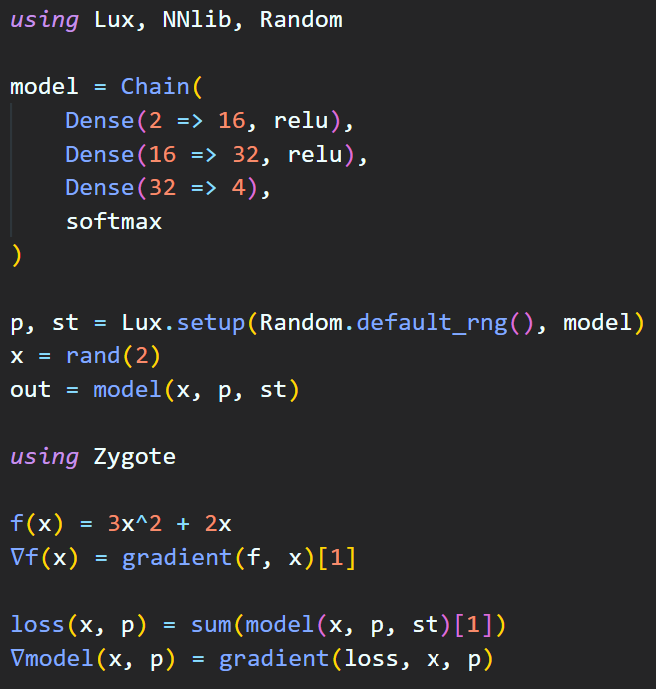 using Lux, NNlib, Random
model = Chain(
    Dense(2 => 16, relu),
    Dense(16 => 32, relu),
    Dense(32 => 4),
    softmax
)
p, st = Lux.setup(Random.default_rng(), model)
x = rand(2)
out = model(x, p, st)
using Zygote
f(x) = 3x^2 + 2x
∇f(x) = gradient(f, x)[1]
loss(x, p) = sum(model(x, p, st)[1])
∇model(x, p) = gradient(loss, x, p)